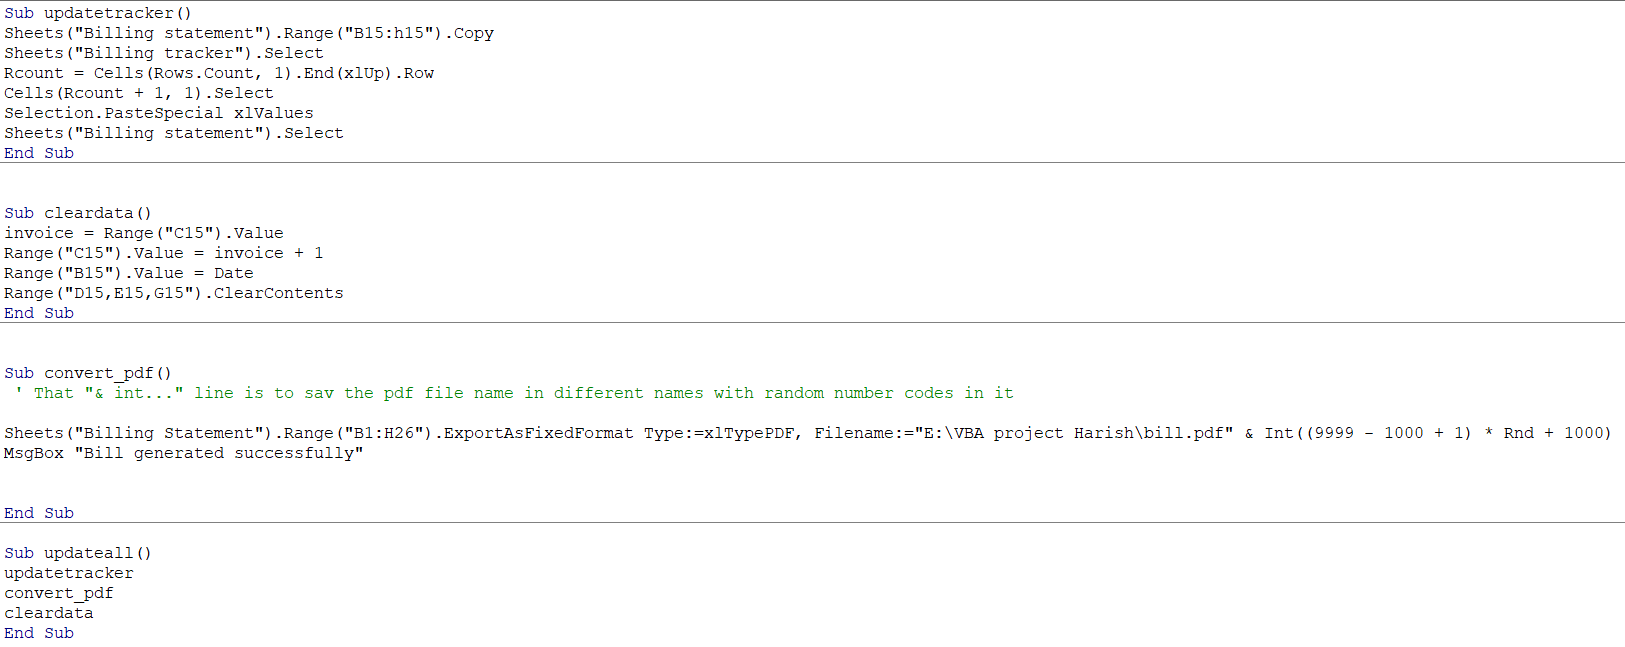 Sub updatetracker()
Sheets("Billing statement").Range("B15:h15").Copy
Sheets("Billing tracker").Select
Rcount = Cells(Rows.Count, 1).End(xlUp).Row
Cells(Rcount + 1, 1).Select
Selection.PasteSpecial xlValues
Sheets("Billing statement").Select
End Sub
Sub cleardata()
invoice = Range("C15").Value
Range("C15").Value = invoice + 1
Range("B15").Value = Date
Range("D15,E15,G15").ClearContents
End Sub
Sub convert_pdf()
' That "& int..." line is to sav the pdf file name in different names with random number codes in it
Sheets("Billing Statement").Range("B1:H26").ExportAsFixedFormat Type:=xlTypePDF, Filename:="E:\VBA project Harish\bill.pdf" & Int((9999 - 1000 + 1) * Rnd + 1000)
MsgBox "Bill generated successfully"
End Sub
Sub updateall()
updatetracker
convert_pdf
cleardata
End Sub